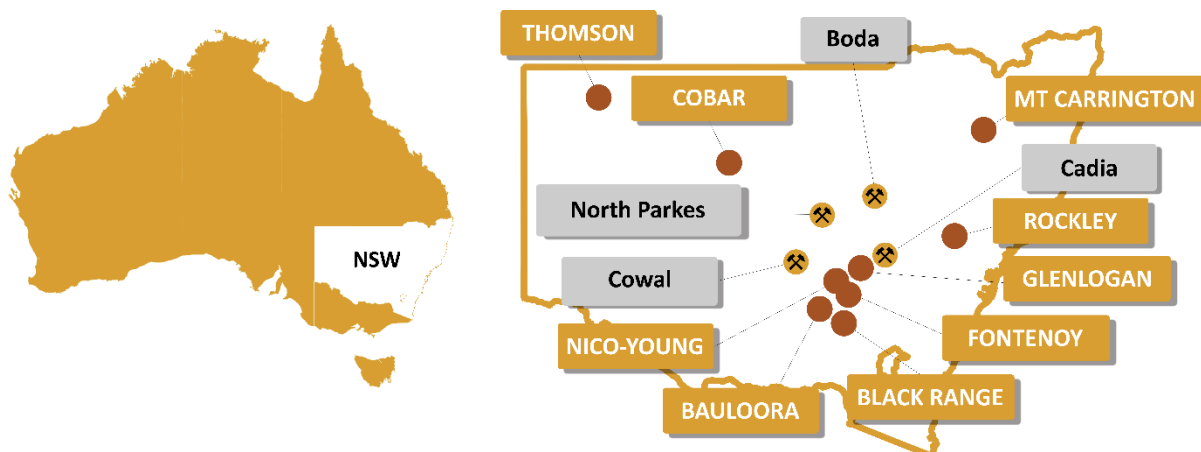 NSW
THOMSON
Boda
COBAR
MT CARRINGTON
Cadia
North Parkes
ROCKLEY
Cowal
GLENLOGAN
NICO-YOUNG
FONTENOY
BAULOORA
BLACK RANGE